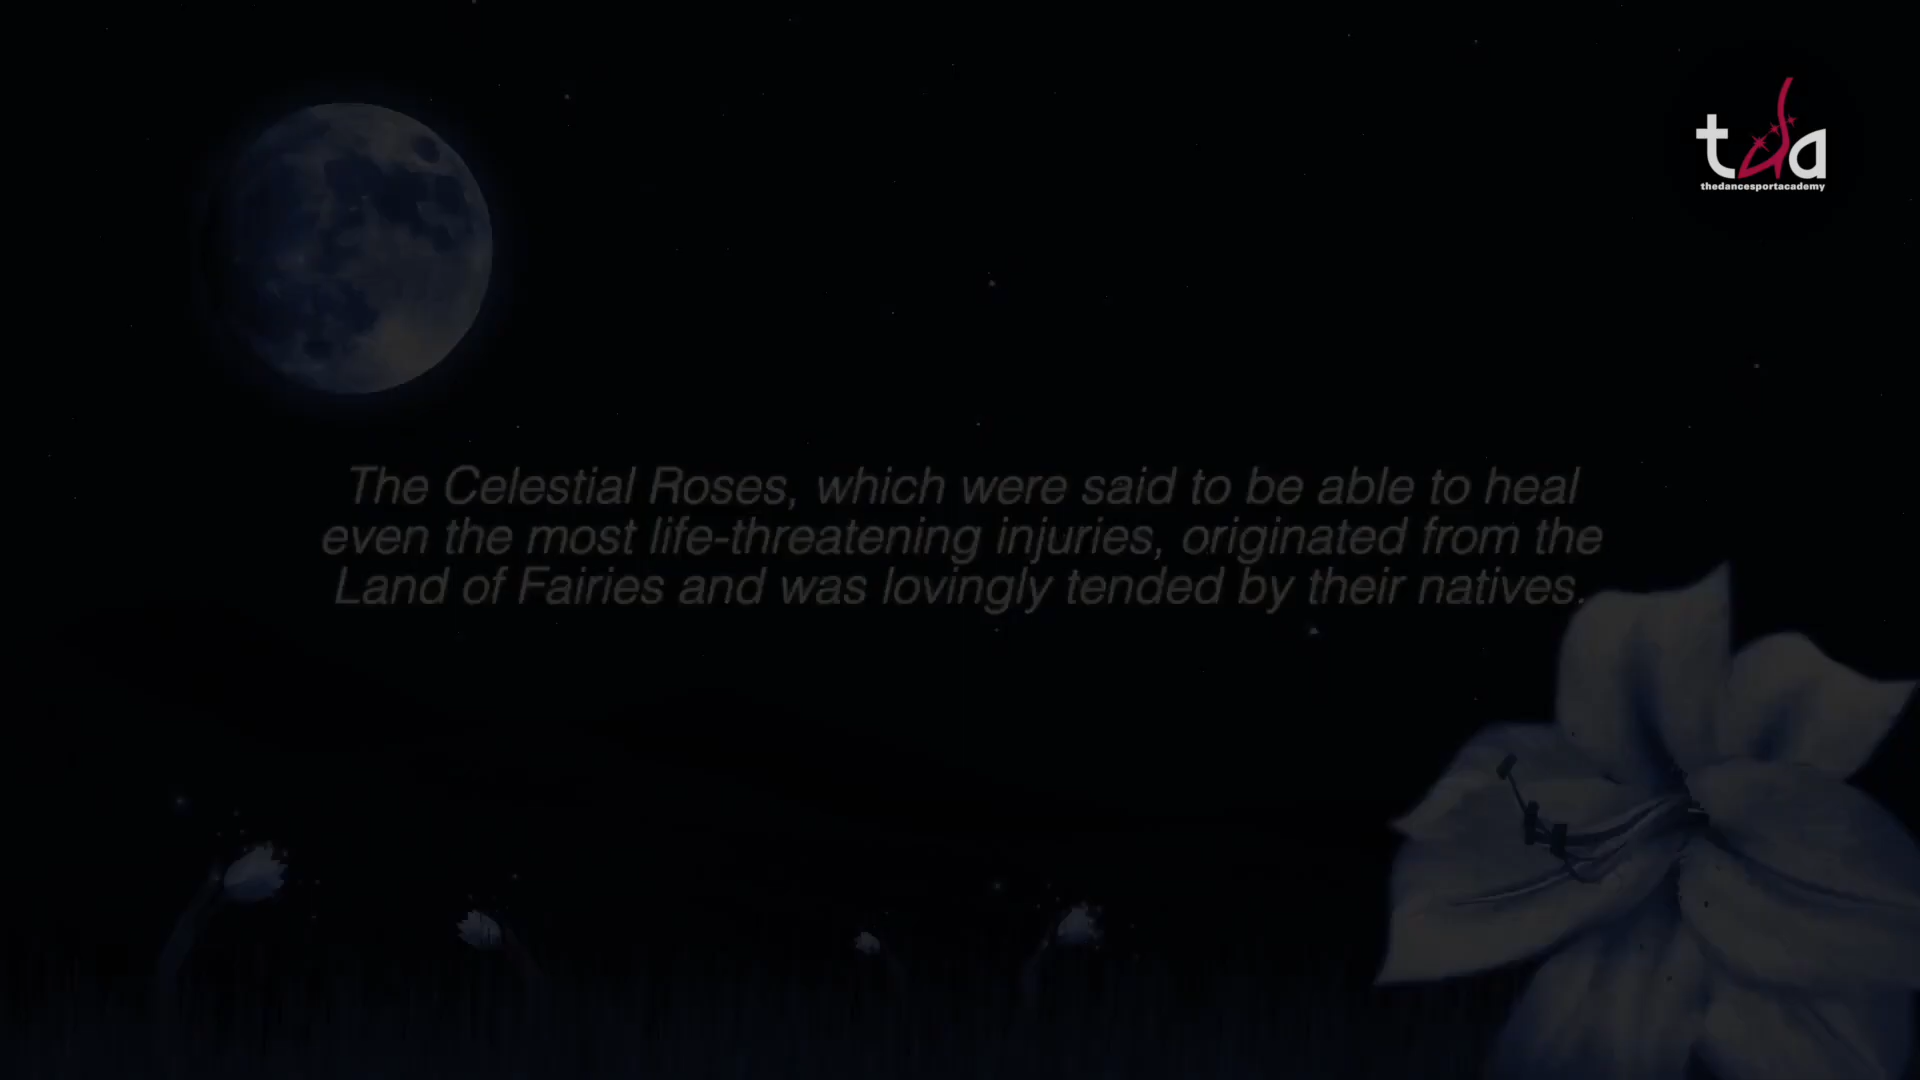 tda
thedancesportacademy
The Celestial Roses, which were said to be able to heal
even the most life-threatening injuries, originated from the
Land of Fairies and was lovingly tended by their natives.